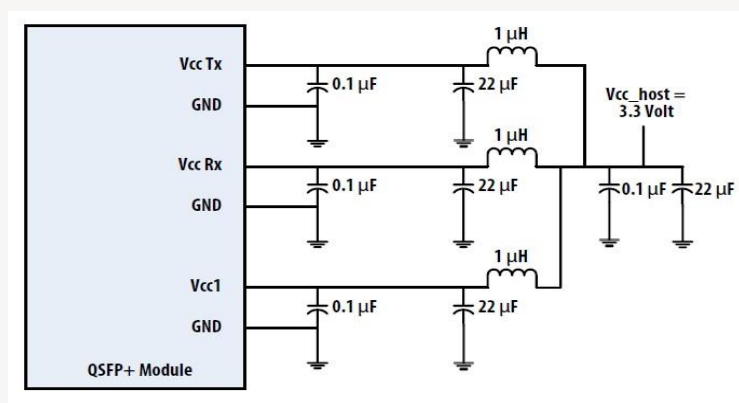 1 µH
Vcc Tx
0.1 µF
22 µF
GND
Vcc_host =
3.3 Volt
1 µH
Vcc Rx
0.1 µF
22 µF
0.1 µF
22 µF
GND
1 µH
Vcc1
0.1 µF
22 µF
GND
QSFP+ Module